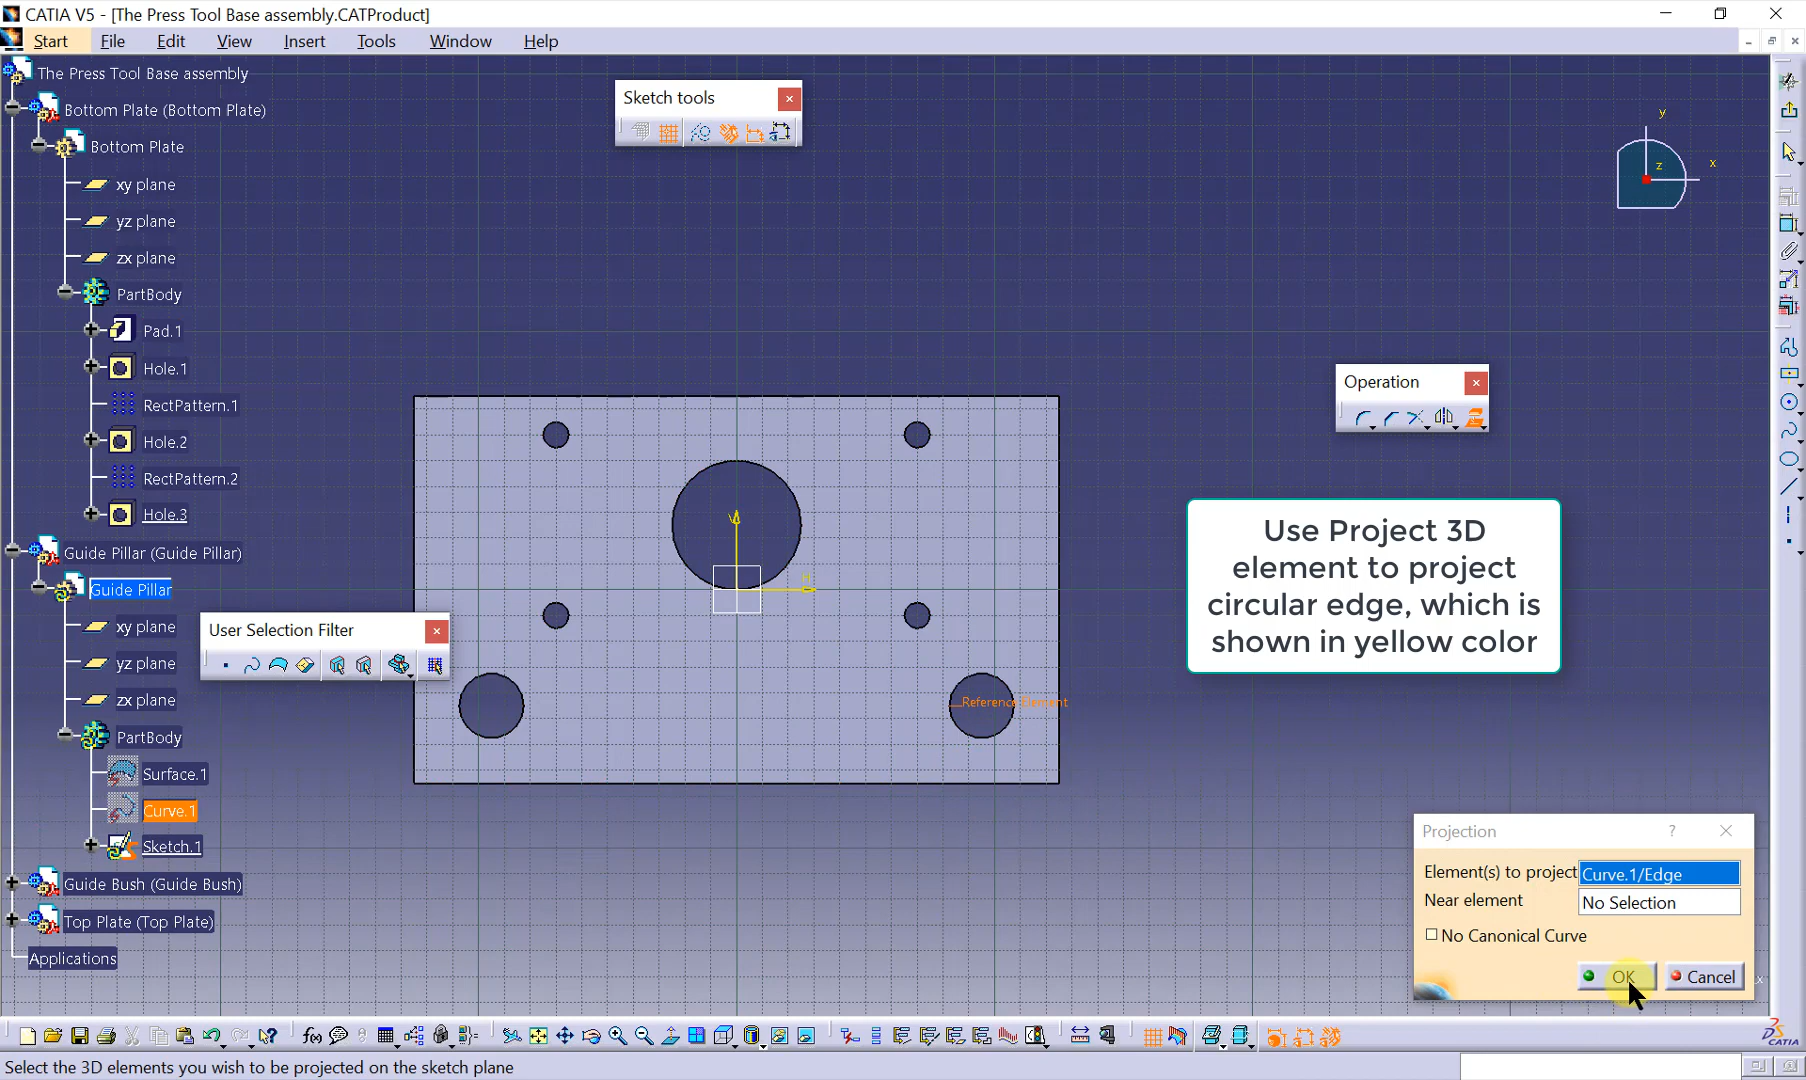 CATIA V5 - [The Press Tool Base assembly.CATProduct]
Start File Edit View Insert Tools Window Help
The Press Tool Base assembly
Bottom Plate (Bottom Plate)
Bottom Plate
xy plane
yz plane
zx plane
PartBody
Pad.1
Hole.1
RectPattern.1
Hole.2
RectPattern.2
Hole.3
Guide Pillar (Guide Pillar)
Guide Pillar
xy plane
yz plane
zx plane
PartBody
Surface.1
Curve.1
Sketch.1
Guide Bush (Guide Bush)
Top Plate (Top Plate)
Applications
Sketch tools
User Selection Filter
V
H
Reference Element
y
z
x
Operation
Use Project 3D
element to project
circular edge, which is
shown in yellow color
Projection ?
Element(s) to project Curve.1/Edge
Near element No Selection
No Canonical Curve
OK Cancel
CATIA
Select the 3D elements you wish to be projected on the sketch plane